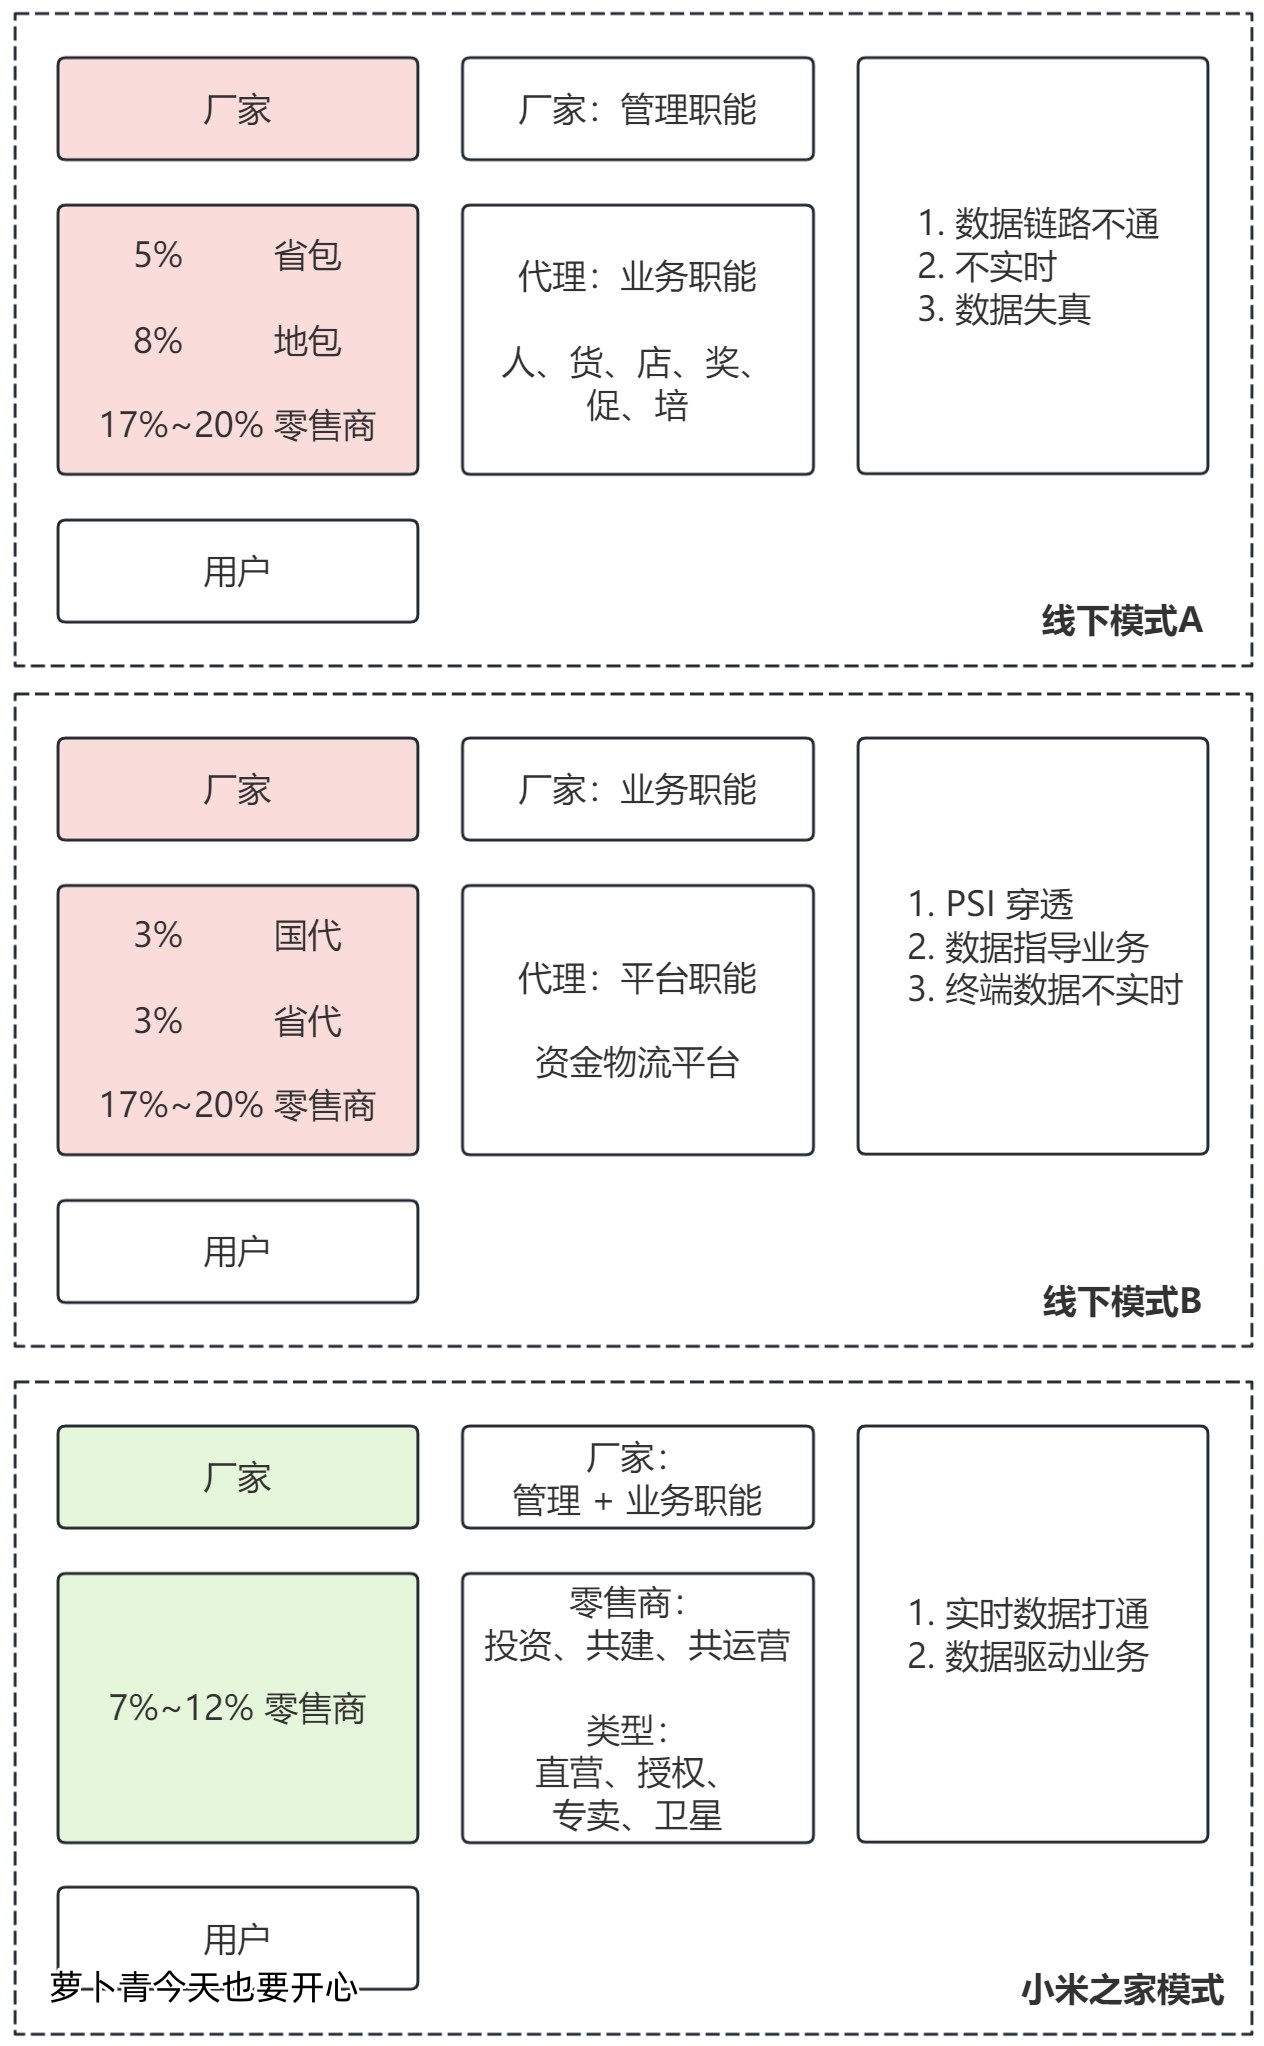 厂家
厂家：管理职能
5% 省包
8% 地包
17%~20% 零售商
代理：业务职能
人、货、店、奖、
促、培
1. 数据链路不通
2. 不实时
3. 数据失真
用户
线下模式A
厂家
厂家：业务职能
3% 国代
3% 省代
17%~20% 零售商
代理：平台职能
资金物流平台
1. PSI 穿透
2. 数据指导业务
3. 终端数据不实时
用户
线下模式B
厂家
厂家：
管理 + 业务职能
7%~12% 零售商
零售商：
投资、共建、共运营
类型：
直营、授权、
专卖、卫星
1. 实时数据打通
2. 数据驱动业务
用户
萝卜青今天也要开心
小米之家模式